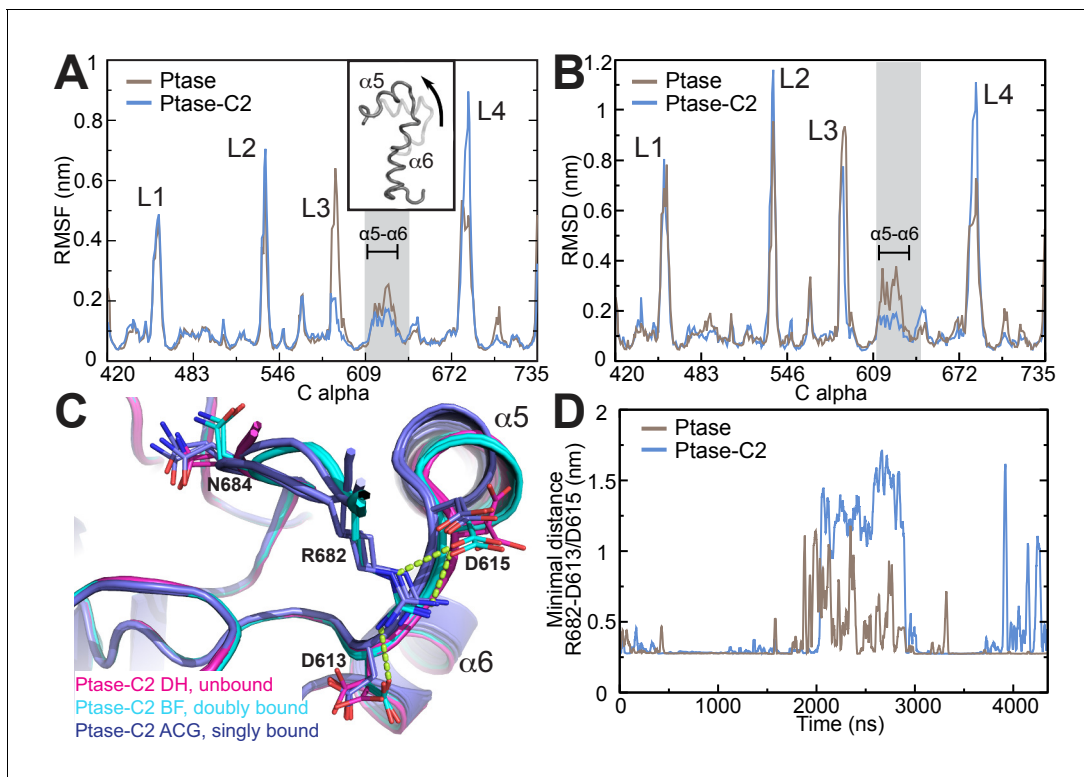 A
RMSF (nm)
1
0.8
0.6
0.4
0.2
0
Ptase
Ptase-C2
L1
L2
L3
L4
α5
α6
α5-α6
420 483 546 609 672 735
C alpha
B
RMSD (nm)
1.2
1
0.8
0.6
0.4
0.2
0
Ptase
Ptase-C2
L1
L2
L3
L4
α5-α6
420 483 546 609 672 735
C alpha
C
α5
N684
R682
D615
D613
α6
Ptase-C2 DH, unbound
Ptase-C2 BF, doubly bound
Ptase-C2 ACG, singly bound
D
Minimal distance
R682-D613/D615 (nm)
2
1.5
1
0.5
0
Ptase
Ptase-C2
0 1000 2000 3000 4000
Time (ns)